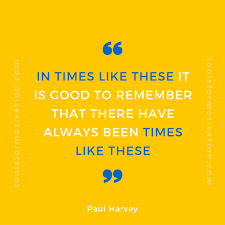 ❝
IN TIMES LIKE THESE IT
IS GOOD TO REMEMBER
THAT THERE HAVE
ALWAYS BEEN TIMES
LIKE THESE
❞
Paul Harvey
toolsformotivation.com
toolsformotivation.com